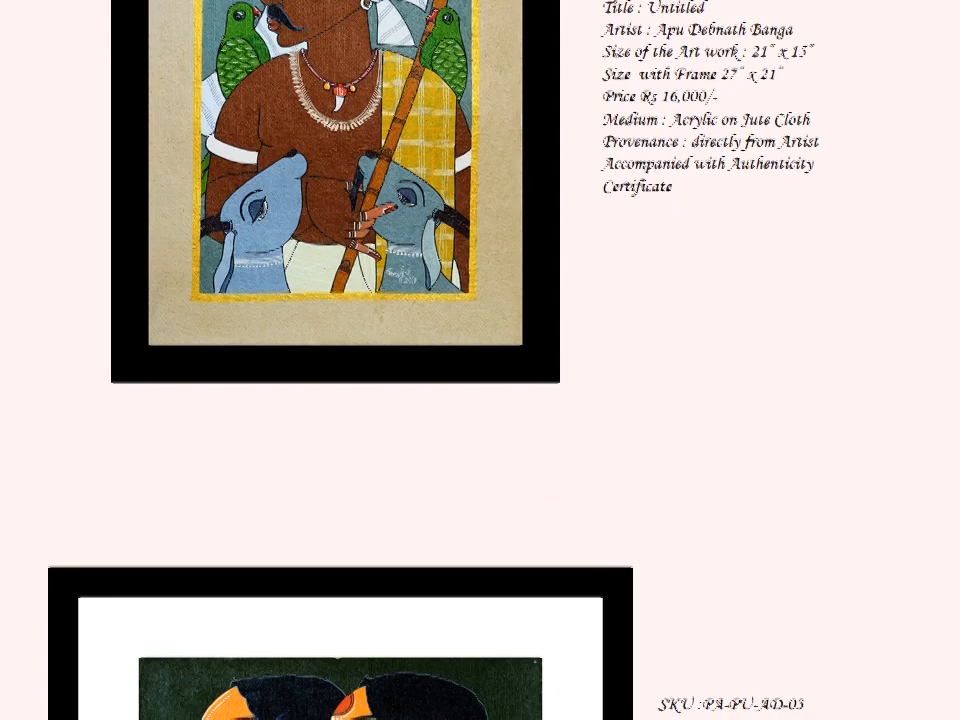 Title : Untitled
Artist : Apu Debnath Banga
Size of the Art work : 21" x 15"
Size with Frame 27" x 21"
Price Rs 16,000/-
Medium : Acrylic on Jute Cloth
Provenance : directly from Artist
Accompanied with Authenticity
Certificate
SKU :PA-PU-AD-03